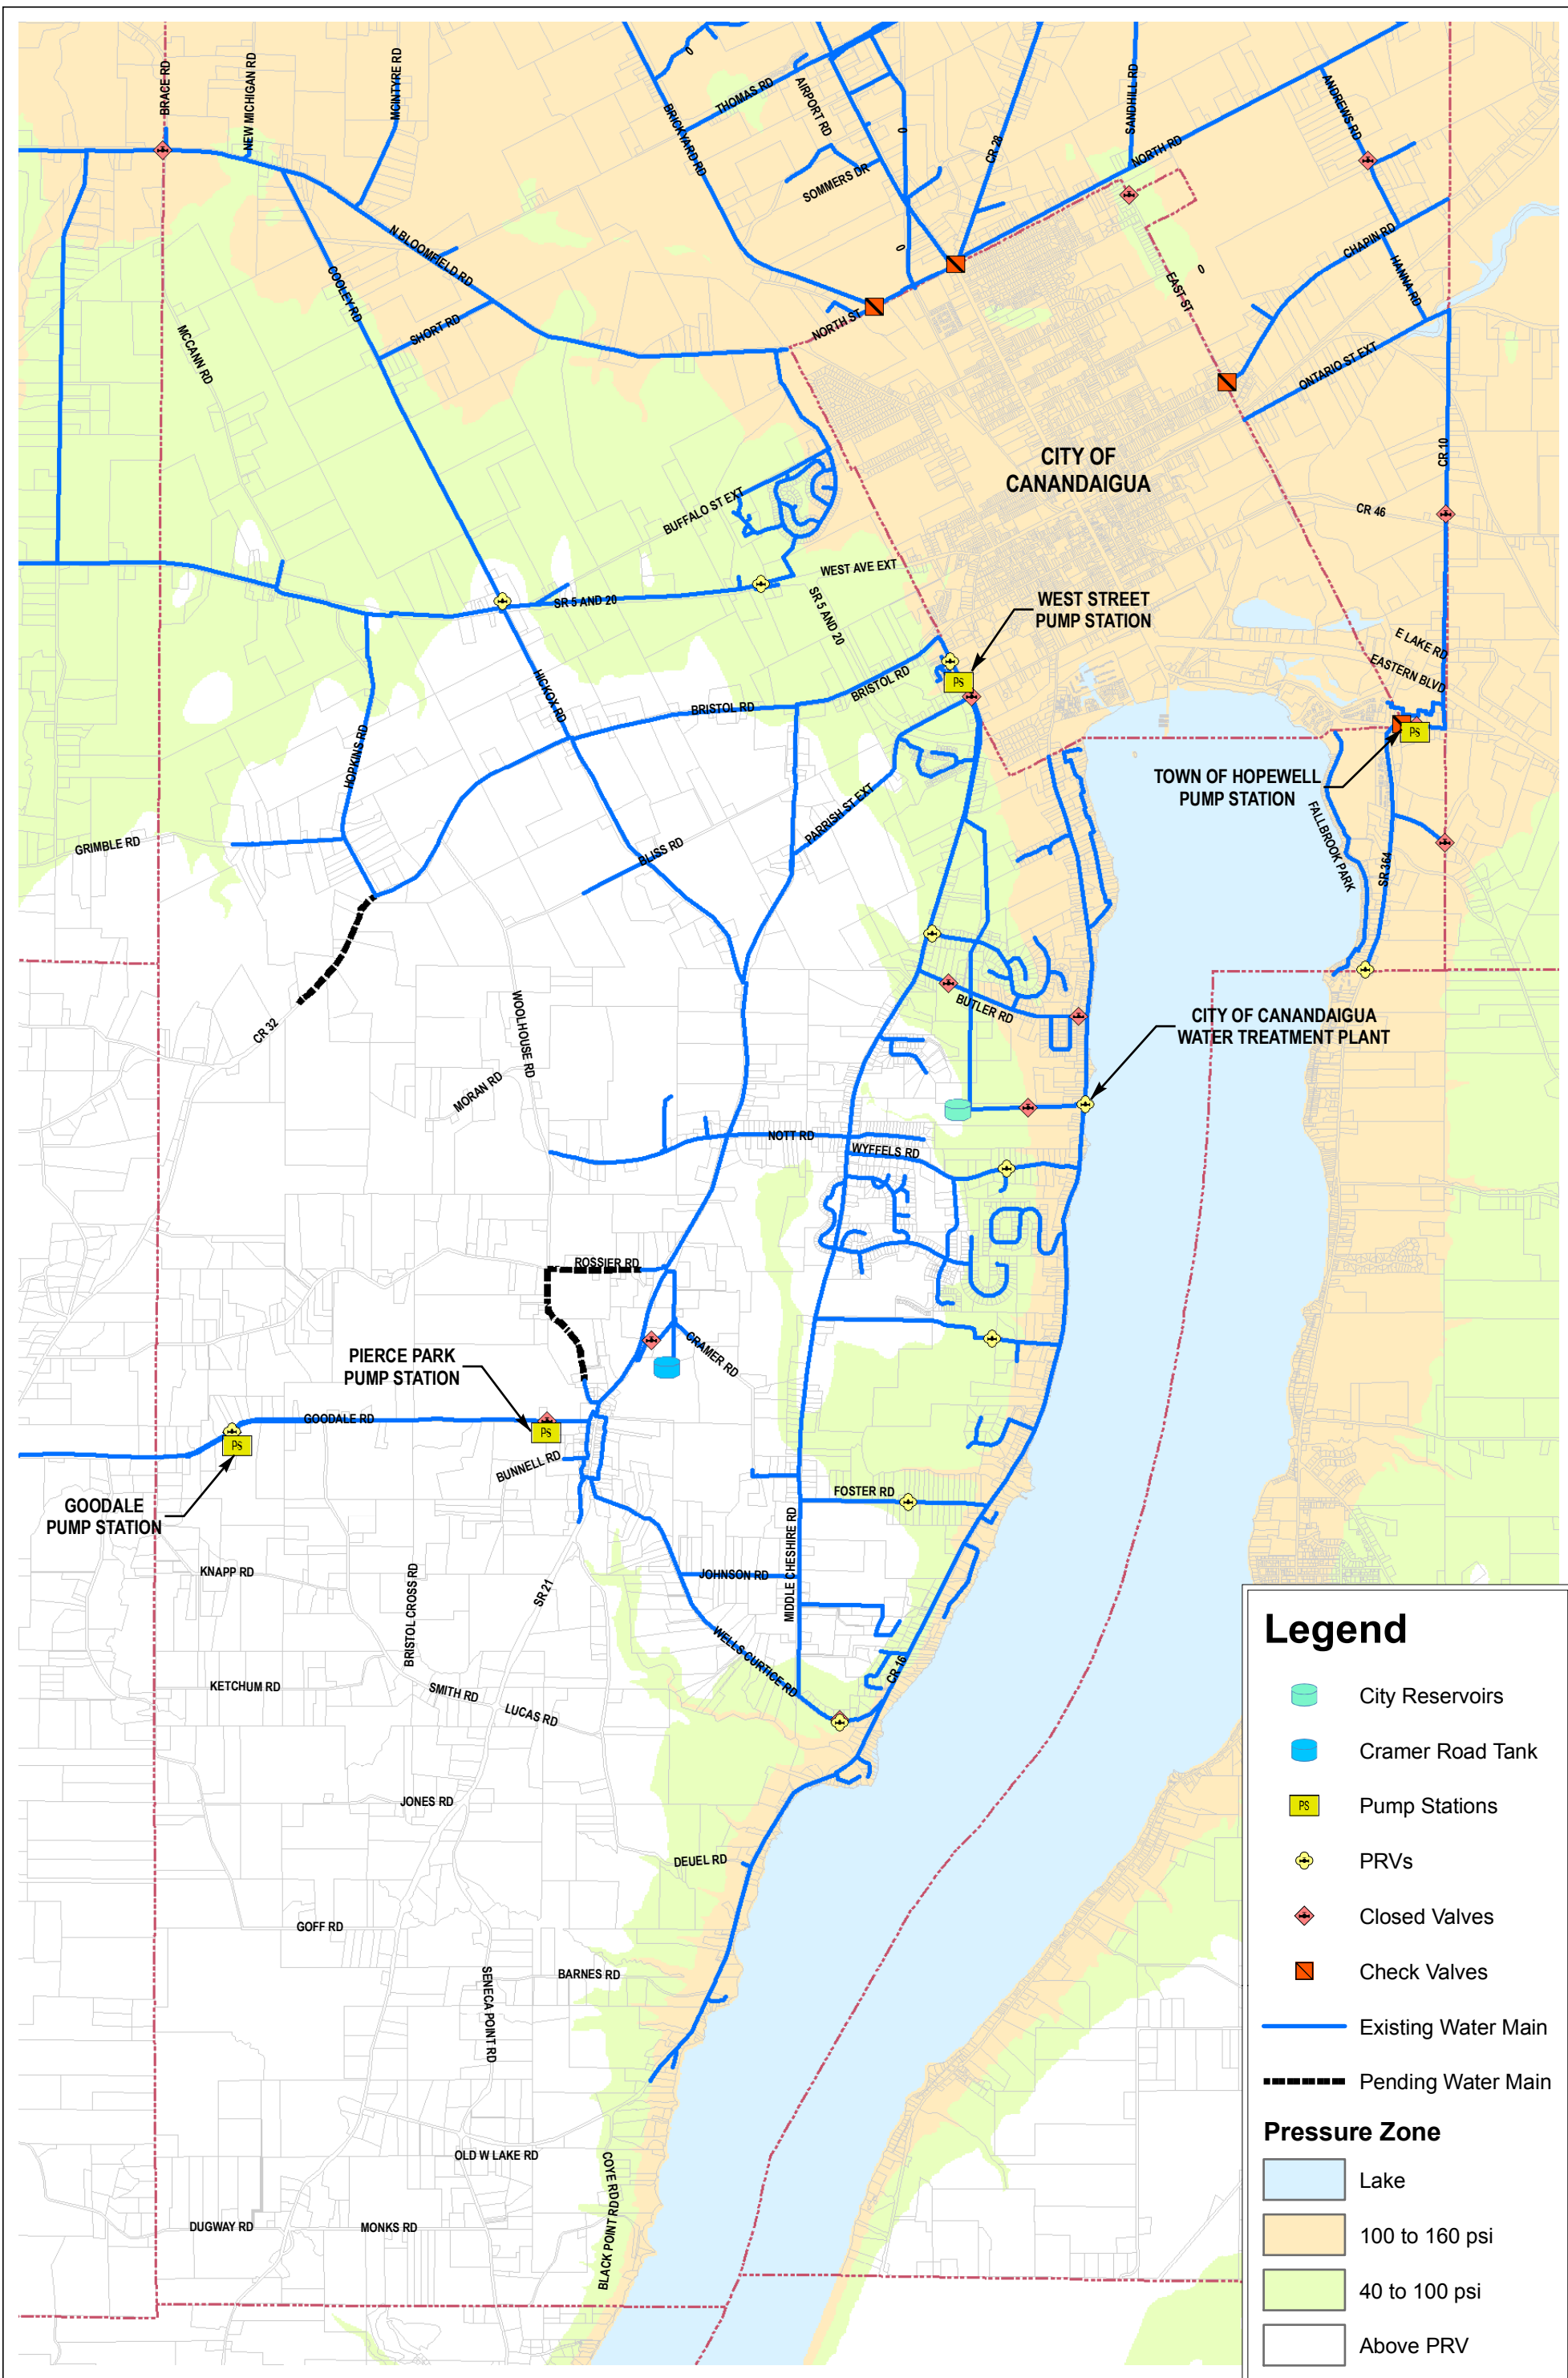 BRACE RD
NEW MICHIGAN RD
MCINTYRE RD
BRICKYARD RD
0
THOMAS RD
AIRPORT RD
SOMMERS DR
0
0
CR 28
SANDHILL RD
NORTH RD
ANDREWS RD
CHAPIN RD
HANNA RD
EAST ST
0
ONTARIO ST EXT
NORTH ST
N BLOOMFIELD RD
COOLEY RD
SHORT RD
MCCANN RD
CITY OF
CANANDAIGUA
CR 10
CR 46
BUFFALO ST EXT
WEST AVE EXT
SR 5 AND 20
SR 5 AND 20
WEST STREET
PUMP STATION
PS
E LAKE RD
EASTERN BLVD
PS
TOWN OF HOPEWELL
PUMP STATION
FALLBROOK PARK
SR 364
BRISTOL RD
BRISTOL RD
HICKOX RD
HOPKINS RD
PARRISH ST EXT
BLISS RD
GRIMBLE RD
CR 32
WOOLHOUSE RD
MORAN RD
BUTLER RD
CITY OF CANANDAIGUA
WATER TREATMENT PLANT
NOTT RD
WYFFELS RD
ROSSIER RD
CRAMER RD
PIERCE PARK
PUMP STATION
PS
GOODALE RD
PS
BUNNELL RD
GOODALE
PUMP STATION
FOSTER RD
MIDDLE CHESHIRE RD
KNAPP RD
BRISTOL CROSS RD
SR 21
JOHNSON RD
WELLS CURTICE RD
CR 16
KETCHUM RD
SMITH RD
LUCAS RD
JONES RD
DEUEL RD
GOFF RD
BARNES RD
SENECA POINT RD
OLD W LAKE RD
COYE RD
BLACK POINT RD
DUGWAY RD
MONKS RD
Legend
City Reservoirs
Cramer Road Tank
PS
Pump Stations
PRVs
Closed Valves
Check Valves
Existing Water Main
Pending Water Main
Pressure Zone
Lake
100 to 160 psi
40 to 100 psi
Above PRV